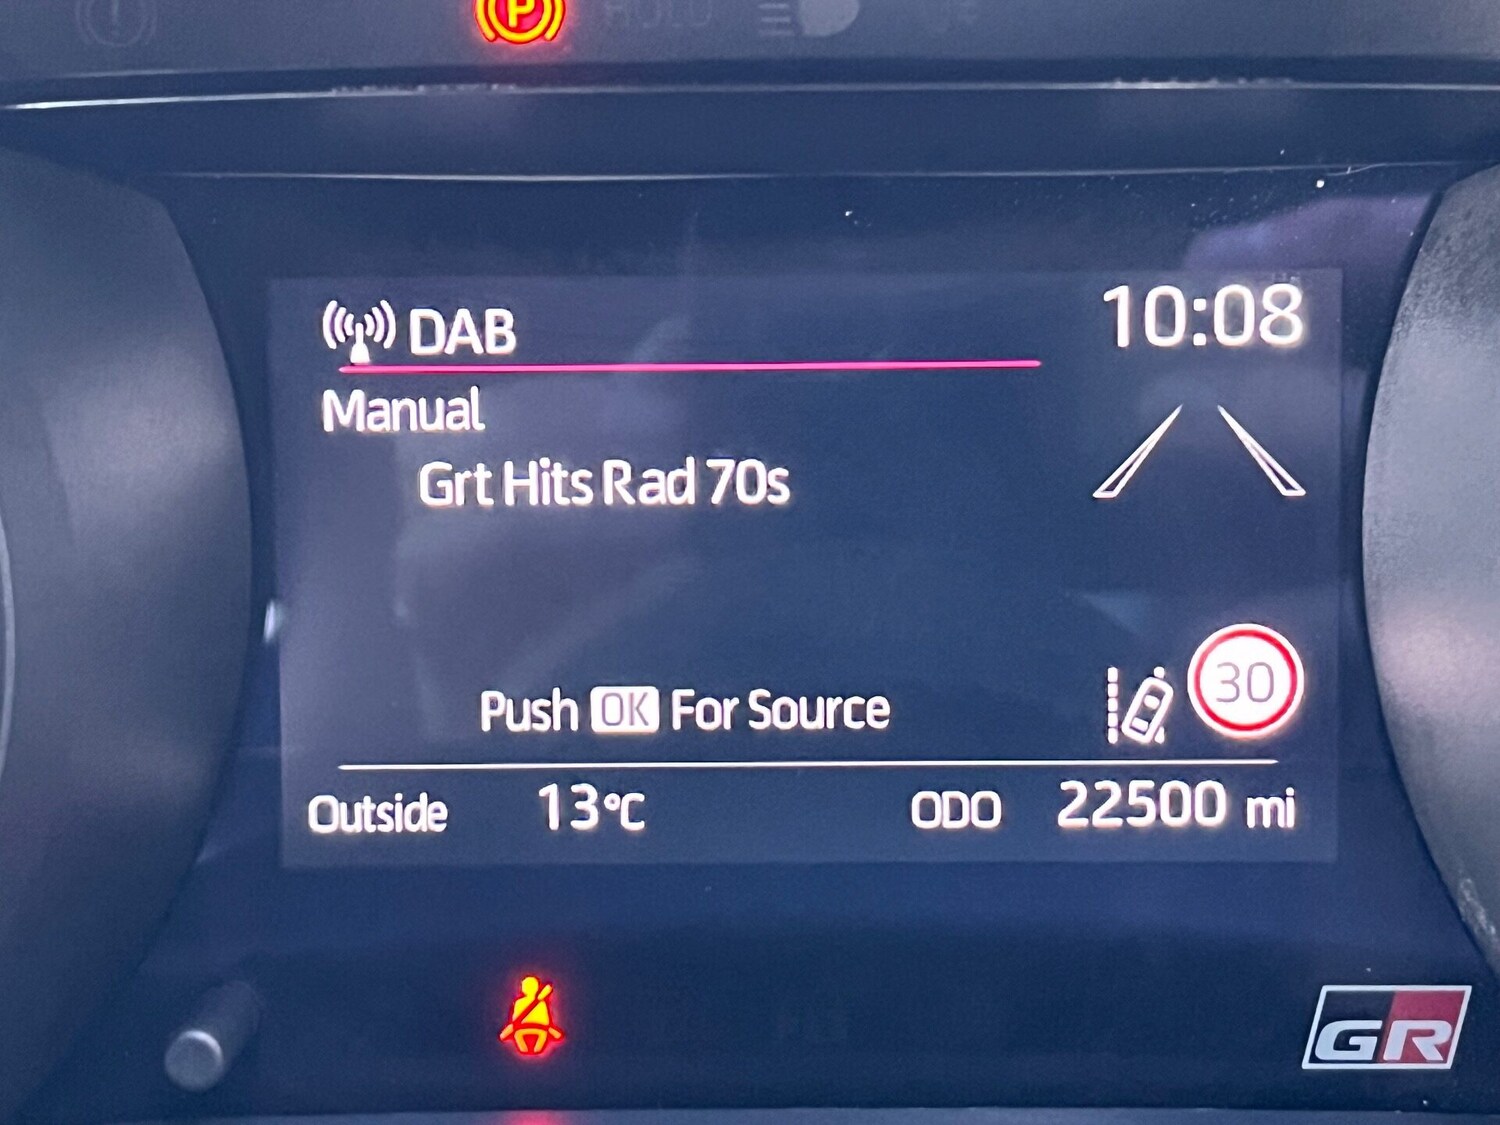 P
HOLD
DAB
10:08
Manual
Grt Hits Rad 70s
30
Push OK For Source
Outside 13°C ODO 22500 mi
GR